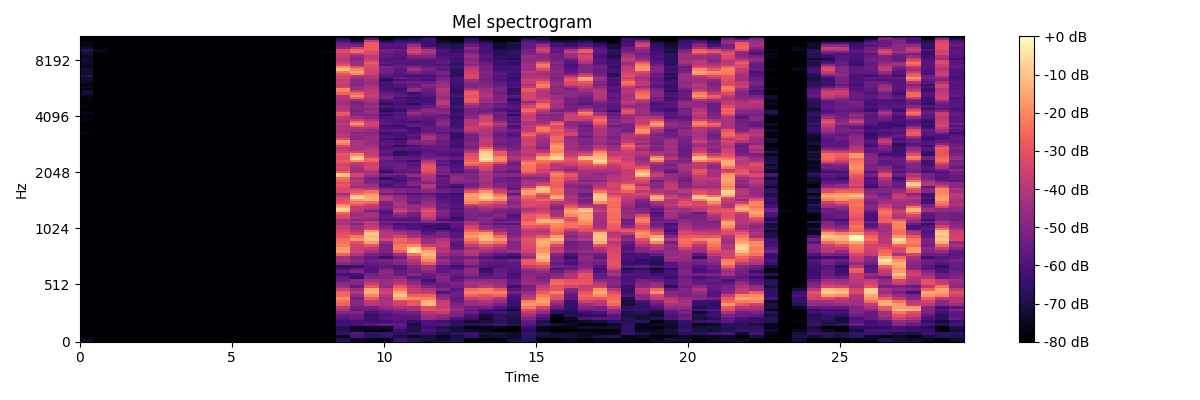 Mel spectrogram
8192
4096
2048
1024
512
0
Hz
0 5 10 15 20 25
Time
+0 dB
-10 dB
-20 dB
-30 dB
-40 dB
-50 dB
-60 dB
-70 dB
-80 dB